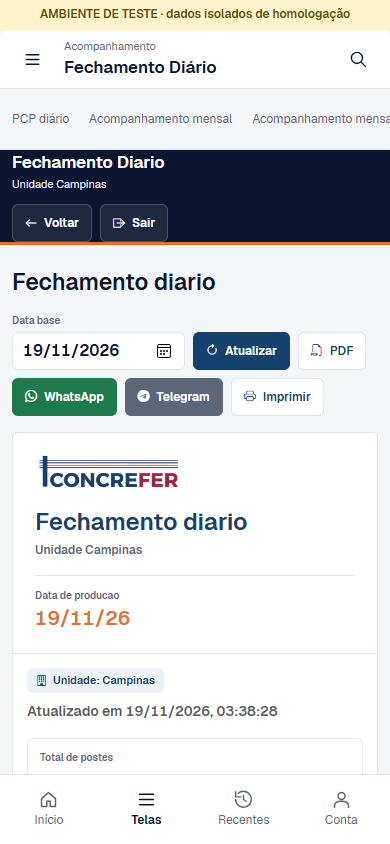 AMBIENTE DE TESTE · dados isolados de homologação
Acompanhamento
Fechamento Diário
PCP diário Acompanhamento mensal Acompanhamento mensa
Fechamento Diario
Unidade Campinas
Voltar Sair
Fechamento diario
Data base
19/11/2026 Atualizar PDF
WhatsApp Telegram Imprimir
CONCREFER
Fechamento diario
Unidade Campinas
Data de producao
19/11/26
Unidade: Campinas
Atualizado em 19/11/2026, 03:38:28
Total de postes
Início Telas Recentes Conta